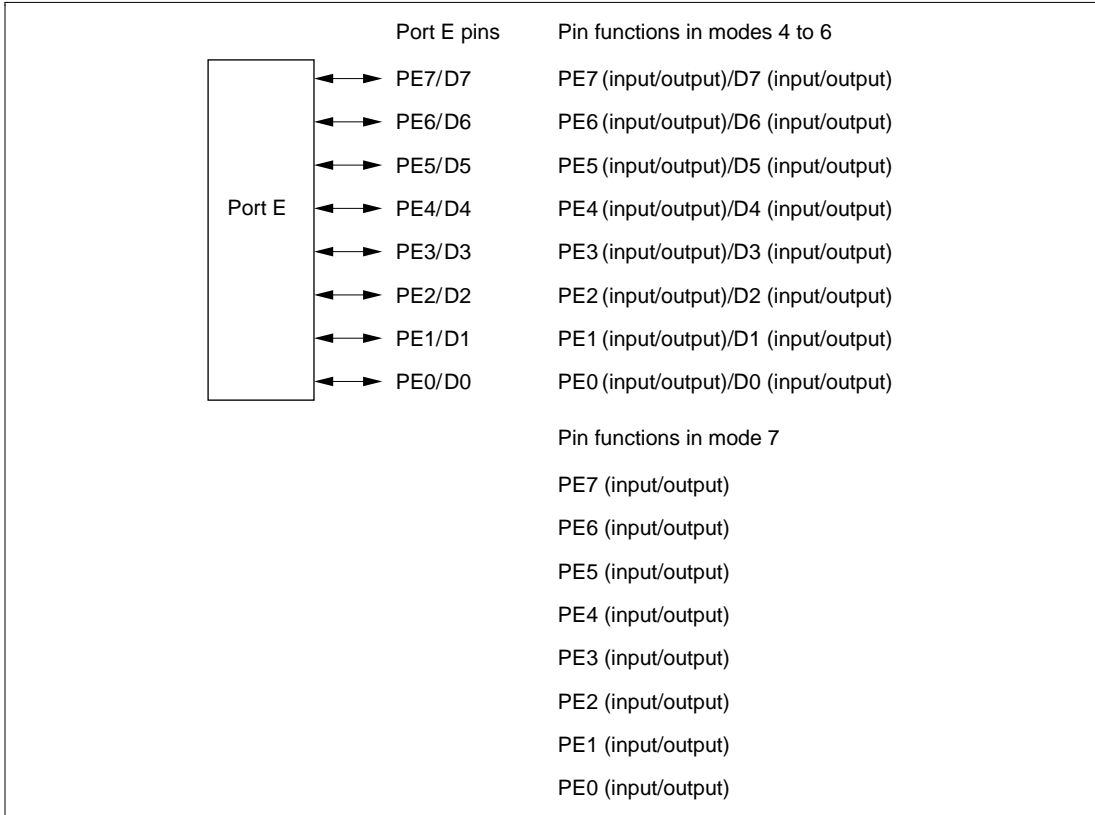 Port E pins Pin functions in modes 4 to 6
PE7/D7 PE7 (input/output)/D7 (input/output)
PE6/D6 PE6 (input/output)/D6 (input/output)
PE5/D5 PE5 (input/output)/D5 (input/output)
Port E PE4/D4 PE4 (input/output)/D4 (input/output)
PE3/D3 PE3 (input/output)/D3 (input/output)
PE2/D2 PE2 (input/output)/D2 (input/output)
PE1/D1 PE1 (input/output)/D1 (input/output)
PE0/D0 PE0 (input/output)/D0 (input/output)
Pin functions in mode 7
PE7 (input/output)
PE6 (input/output)
PE5 (input/output)
PE4 (input/output)
PE3 (input/output)
PE2 (input/output)
PE1 (input/output)
PE0 (input/output)